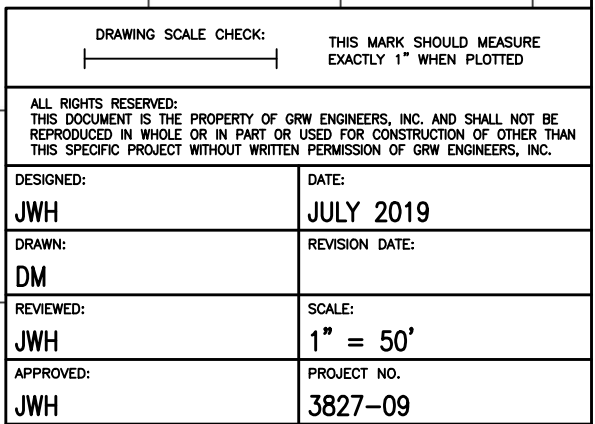 DRAWING SCALE CHECK:
THIS MARK SHOULD MEASURE
EXACTLY 1" WHEN PLOTTED
ALL RIGHTS RESERVED:
THIS DOCUMENT IS THE PROPERTY OF GRW ENGINEERS, INC. AND SHALL NOT BE
REPRODUCED IN WHOLE OR IN PART OR USED FOR CONSTRUCTION OF OTHER THAN
THIS SPECIFIC PROJECT WITHOUT WRITTEN PERMISSION OF GRW ENGINEERS, INC.
DESIGNED:
JWH
DATE:
JULY 2019
DRAWN:
DM
REVISION DATE:
REVIEWED:
JWH
SCALE:
1" = 50'
APPROVED:
JWH
PROJECT NO.
3827-09